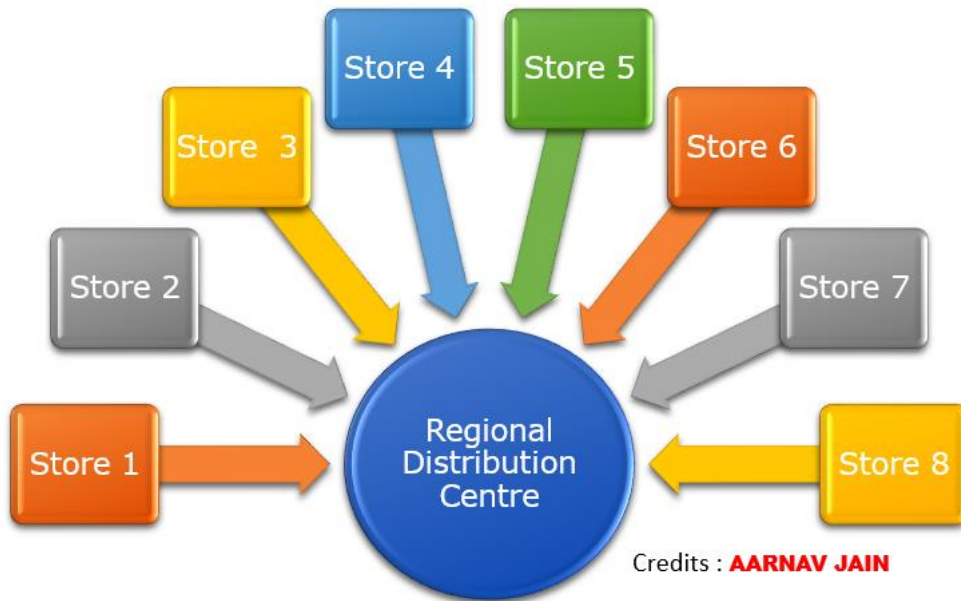 Store 4
Store 5
Store 3
Store 6
Store 2
Store 7
Store 1
Regional
Distribution
Centre
Store 8
Credits : AARNAV JAIN